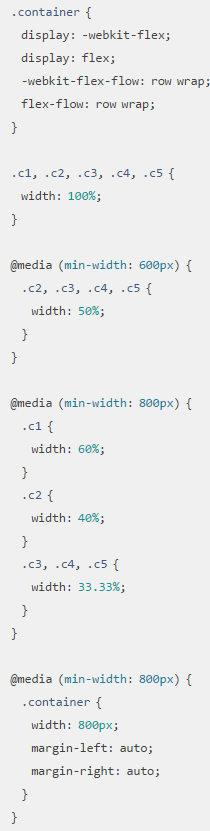 .container {
display: -webkit-flex;
display: flex;
-webkit-flex-flow: row wrap;
flex-flow: row wrap;
}
.c1, .c2, .c3, .c4, .c5 {
width: 100%;
}
@media (min-width: 600px) {
.c2, .c3, .c4, .c5 {
width: 50%;
}
}
@media (min-width: 800px) {
.c1 {
width: 60%;
}
.c2 {
width: 40%;
}
.c3, .c4, .c5 {
width: 33.33%;
}
}
@media (min-width: 800px) {
.container {
width: 800px;
margin-left: auto;
margin-right: auto;
}
}